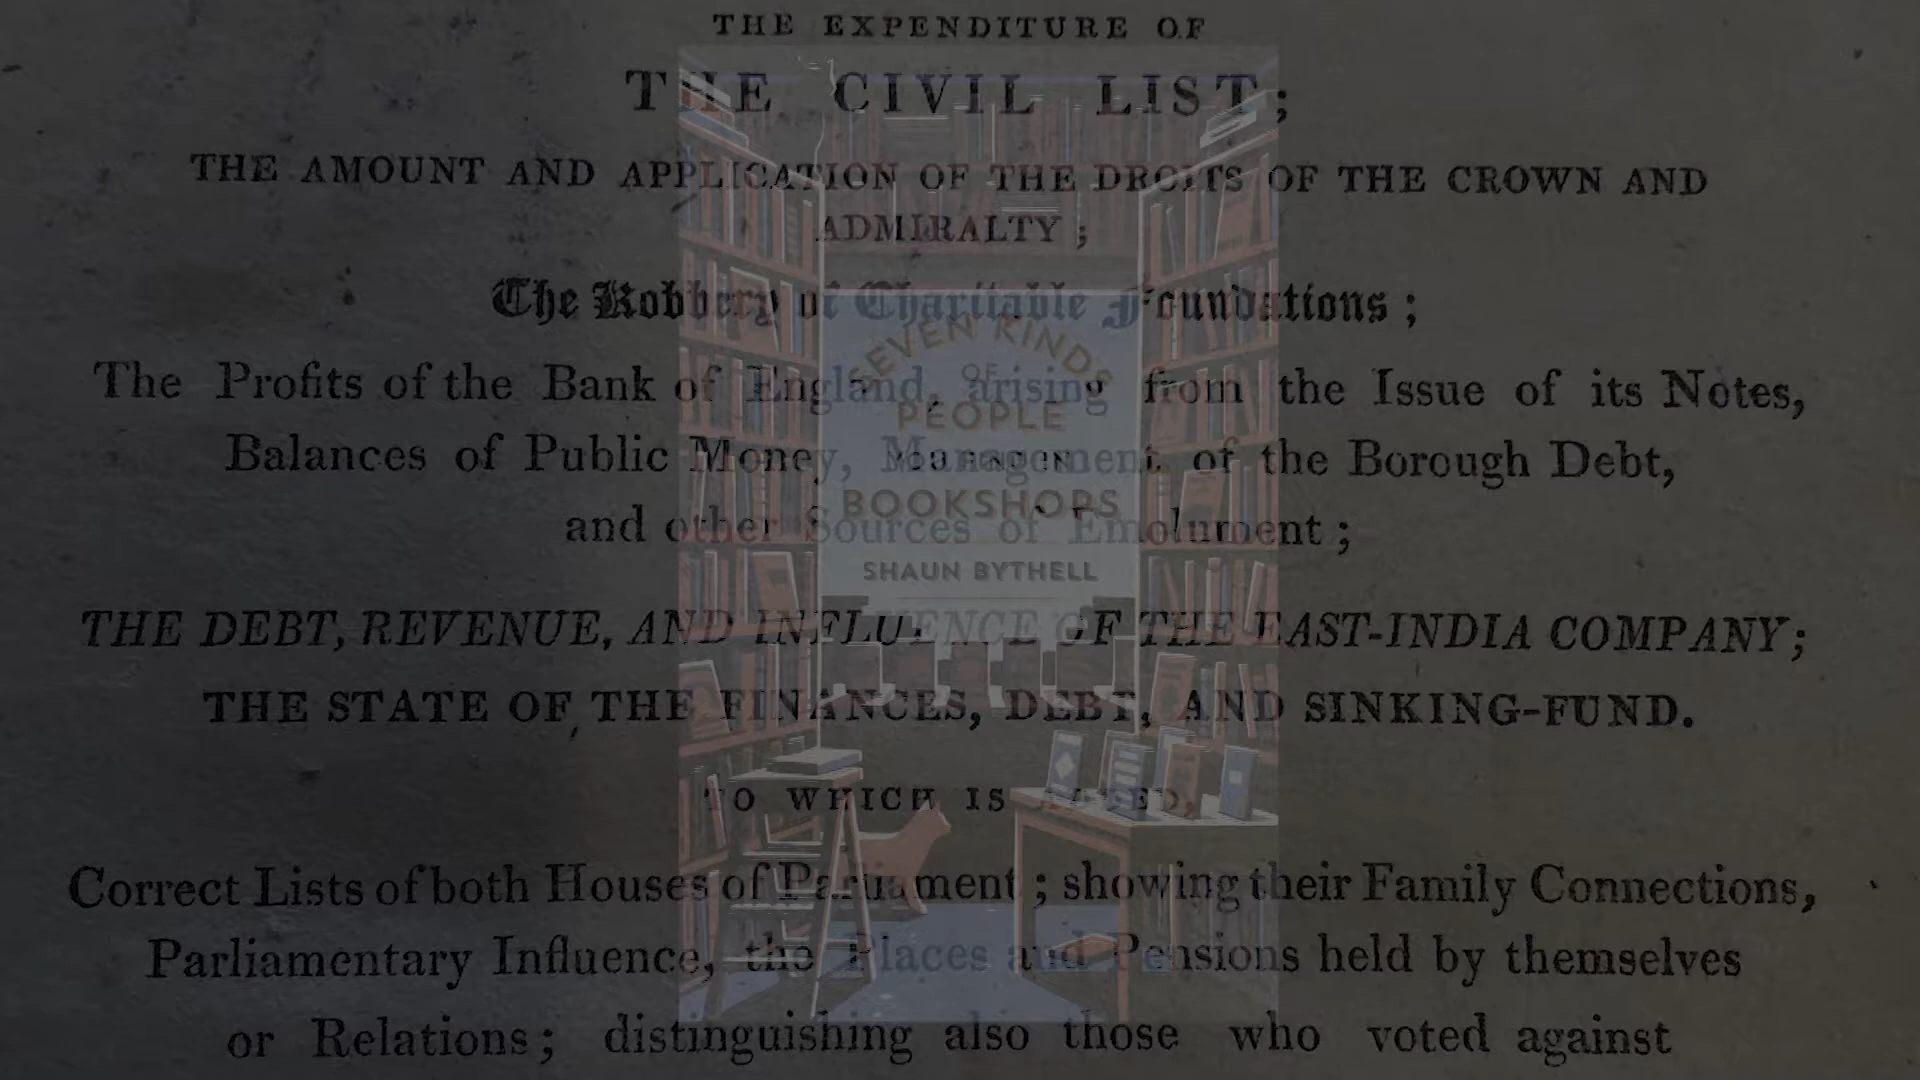 THE EXPENDITURE OF
THE CIVIL LIST;
THE AMOUNT AND APPLICATION OF THE DROITS OF THE CROWN AND
ADMIRALTY;
The Robbery of Charitable Foundations;
The Profits of the Bank of England, arising from the Issue of its Notes,
Balances of Public Money, Management of the Borough Debt,
and other Sources of Emolument;
THE DEBT, REVENUE, AND INFLUENCE OF THE EAST-INDIA COMPANY;
THE STATE OF THE FINANCES, DEBT, AND SINKING-FUND.
TO WHICH IS ADDED,
Correct Lists of both Houses of Parliament; showing their Family Connections,
Parliamentary Influence, the Places and Pensions held by themselves
or Relations; distinguishing also those who voted against
SEVEN KINDS
OF
PEOPLE
YOU FIND IN
BOOKSHOPS
SHAUN BYTHELL